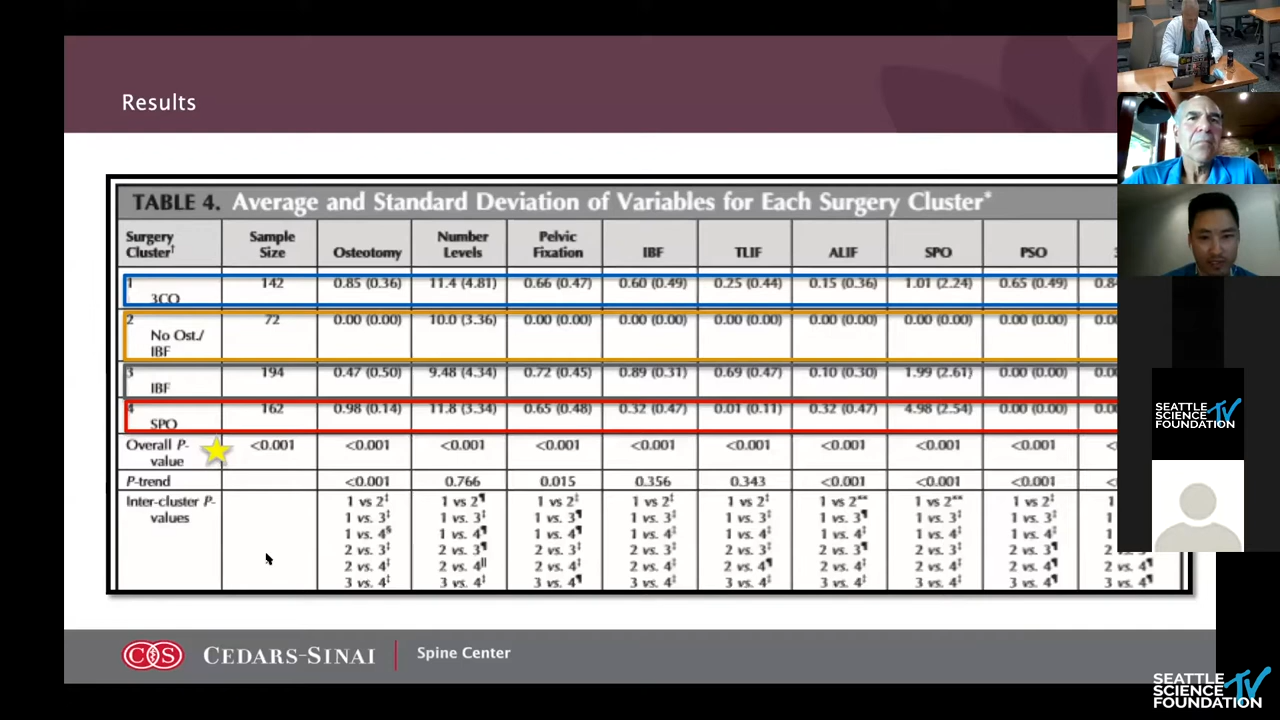 Results
TABLE 4. Average and Standard Deviation of Variables for Each Surgery Cluster*
Surgery Cluster† Sample Size Osteotomy Number Levels Pelvic Fixation IBF TLIF ALIF SPO PSO
1 3CO 142 0.85 (0.36) 11.4 (4.81) 0.66 (0.47) 0.60 (0.49) 0.25 (0.44) 0.15 (0.36) 1.01 (2.24) 0.65 (0.49)
2 No Ost./ IBF 72 0.00 (0.00) 10.0 (3.36) 0.00 (0.00) 0.00 (0.00) 0.00 (0.00) 0.00 (0.00) 0.00 (0.00) 0.00 (0.00)
3 IBF 194 0.47 (0.50) 9.48 (4.34) 0.72 (0.45) 0.89 (0.31) 0.69 (0.47) 0.10 (0.30) 1.99 (2.61) 0.00 (0.00)
4 SPO 162 0.98 (0.14) 11.8 (3.34) 0.65 (0.48) 0.32 (0.47) 0.01 (0.11) 0.32 (0.47) 4.98 (2.54) 0.00 (0.00)
Overall P-value <0.001 <0.001 <0.001 <0.001 <0.001 <0.001 <0.001 <0.001 <0.001
P-trend <0.001 0.766 0.015 0.356 0.343 <0.001 <0.001 <0.001
Inter-cluster P-values 1 vs 2‡ 1 vs 2¶ 1 vs 2‡ 1 vs 2‡ 1 vs 2‡ 1 vs 2** 1 vs 2** 1 vs 2‡
1 vs. 3‡ 1 vs. 3‡ 1 vs. 3¶ 1 vs. 3‡ 1 vs. 3‡ 1 vs. 3¶ 1 vs. 3‡ 1 vs. 3‡
1 vs. 4§ 1 vs. 4¶ 1 vs. 4¶ 1 vs. 4‡ 1 vs. 4‡ 1 vs. 4‡ 1 vs. 4‡ 1 vs. 4‡
2 vs. 3‡ 2 vs. 3¶ 2 vs. 3‡ 2 vs. 3‡ 2 vs. 3‡ 2 vs. 3¶ 2 vs. 3‡ 2 vs. 3¶
2 vs. 4‡ 2 vs. 4|| 2 vs. 4‡ 2 vs. 4‡ 2 vs. 4¶ 2 vs. 4‡ 2 vs. 4‡ 2 vs. 4¶ 2 vs. 4¶
3 vs. 4‡ 3 vs. 4‡ 3 vs. 4¶ 3 vs. 4‡ 3 vs. 4‡ 3 vs. 4‡ 3 vs. 4‡ 3 vs. 4¶ 3 vs. 4¶
CEDARS-SINAI
Spine Center
SEATTLE
SCIENCE TV
FOUNDATION
SEATTLE
SCIENCE TV
FOUNDATION